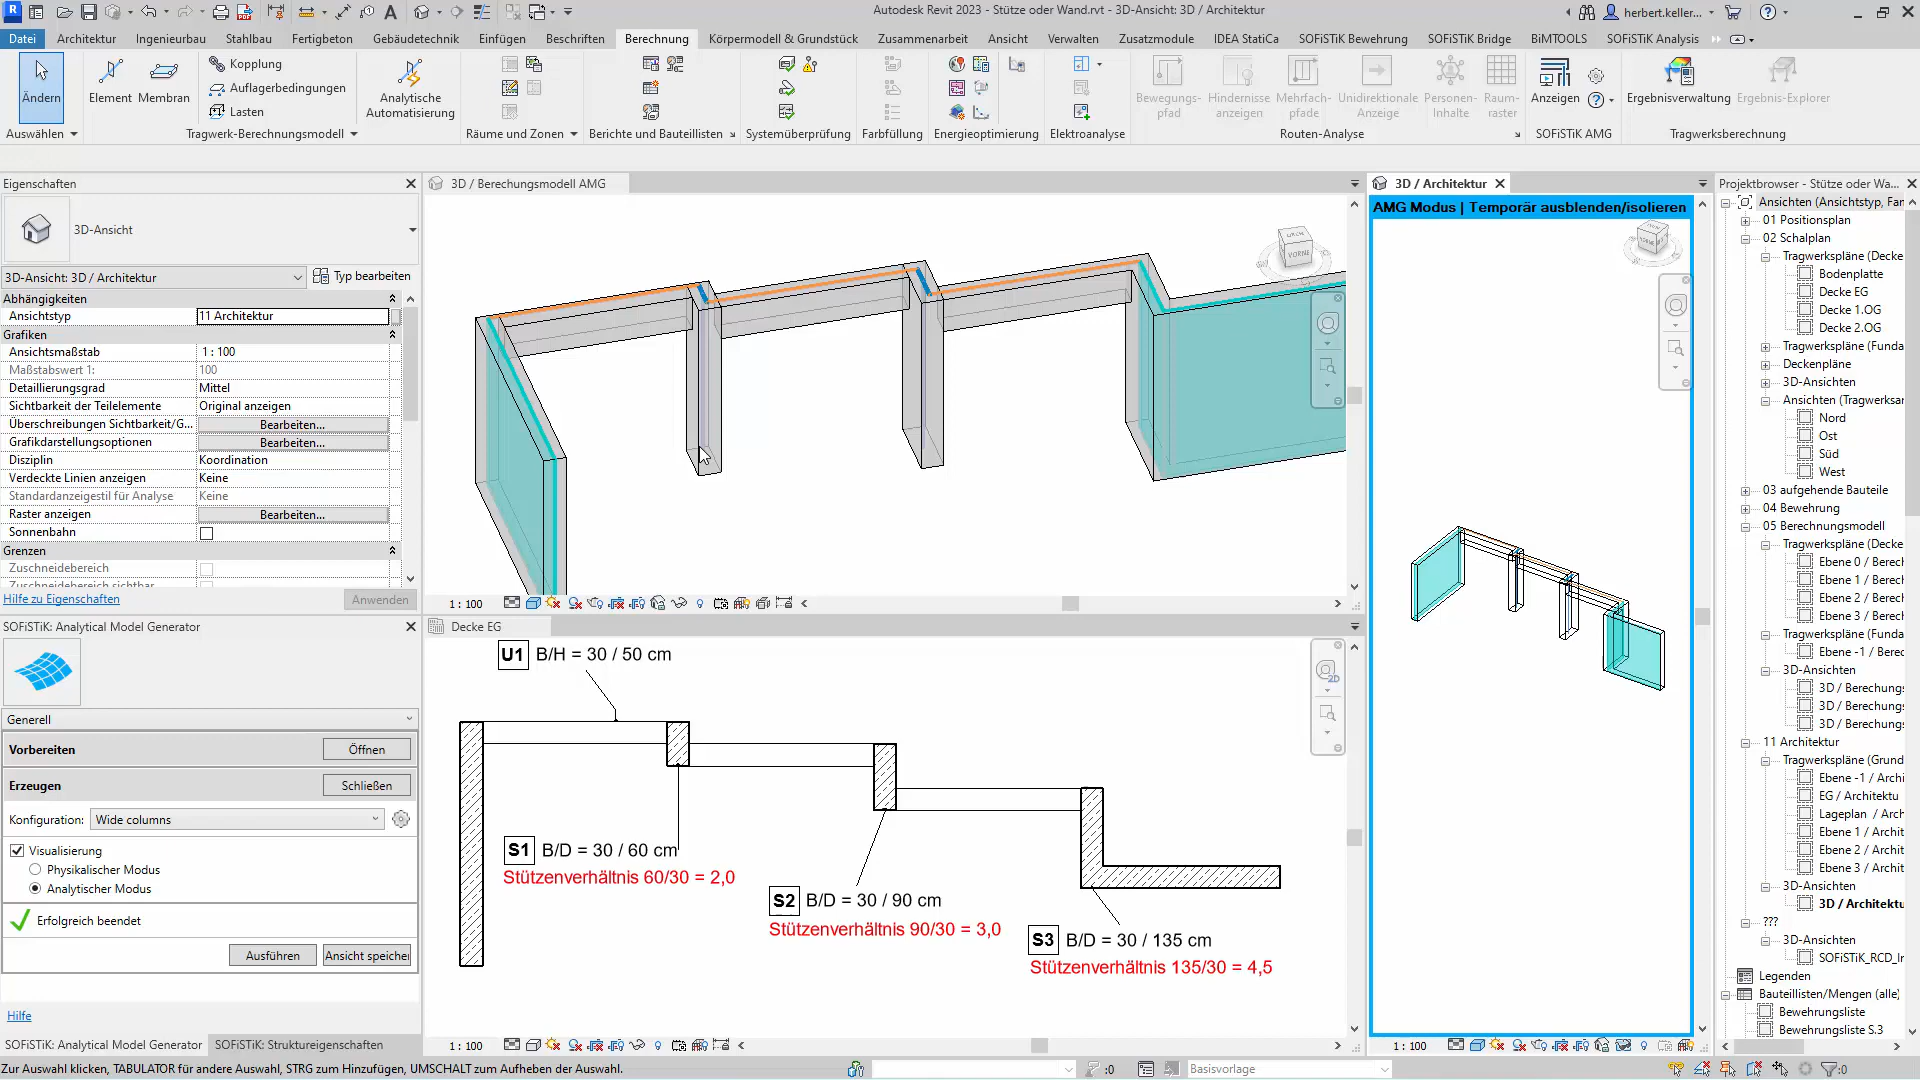 Autodesk Revit 2023 - Stütze oder Wand.rvt - 3D-Ansicht: 3D / Architektur
herbert.keller...
Datei Architektur Ingenieurbau Stahlbau Fertigbeton Gebäudetechnik Einfügen Beschriften Berechnung Körpermodell & Grundstück Zusammenarbeit Ansicht Verwalten Zusatzmodule IDEA StatiCa SOFiSTiK Bewehrung SOFiSTiK Bridge BiMTOOLS SOFiSTiK Analysis
Ändern
Element Membran
Kopplung
Auflagerbedingungen
Lasten
Analytische
Automatisierung
Bewegungs-
pfad
Hindernisse
anzeigen
Mehrfach-
pfade
Unidirektionale
Anzeige
Personen-
Inhalte
Raum-
raster
Anzeigen
Ergebnisverwaltung Ergebnis-Explorer
Auswählen Tragwerk-Berechnungsmodell Räume und Zonen Berichte und Bauteillisten Systemüberprüfung Farbfüllung Energieoptimierung Elektroanalyse Routen-Analyse SOFiSTiK AMG Tragwerksberechnung
Eigenschaften
3D-Ansicht
3D-Ansicht: 3D / Architektur Typ bearbeiten
Abhängigkeiten
Ansichtstyp 11 Architektur
Grafiken
Ansichtsmaßstab 1 : 100
Maßstabswert 1: 100
Detaillierungsgrad Mittel
Sichtbarkeit der Teilelemente Original anzeigen
Überschreibungen Sichtbarkeit/G... Bearbeiten...
Grafikdarstellungsoptionen Bearbeiten...
Disziplin Koordination
Verdeckte Linien anzeigen Keine
Standardanzeigestil für Analyse Keine
Raster anzeigen Bearbeiten...
Sonnenbahn
Grenzen
Zuschneidebereich
Zuschneidebereich sichtbar
Hilfe zu Eigenschaften Anwenden
SOFiSTiK: Analytical Model Generator
Generell
Vorbereiten Öffnen
Erzeugen Schließen
Konfiguration: Wide columns
Visualisierung
Physikalischer Modus
Analytischer Modus
Erfolgreich beendet
Ausführen Ansicht speicher
Hilfe
SOFiSTiK: Analytical Model Generator SOFiSTiK: Struktureigenschaften
3D / Berechungsmodell AMG
VORNE
1 : 100
Decke EG
U1 B/H = 30 / 50 cm
S1 B/D = 30 / 60 cm
Stützenverhältnis 60/30 = 2,0
S2 B/D = 30 / 90 cm
Stützenverhältnis 90/30 = 3,0
S3 B/D = 30 / 135 cm
Stützenverhältnis 135/30 = 4,5
2D
1 : 100
3D / Architektur
AMG Modus | Temporär ausblenden/isolieren
VORNE
1 : 100
Projektbrowser - Stütze oder Wa...
Ansichten (Ansichtstyp, Far
01 Positionsplan
02 Schalplan
Tragwerkspläne (Decke
Bodenplatte
Decke EG
Decke 1.OG
Decke 2.OG
Tragwerkspläne (Funda
Deckenpläne
3D-Ansichten
Ansichten (Tragwerksar
Nord
Ost
Süd
West
03 aufgehende Bauteile
04 Bewehrung
05 Berechnungsmodell
Tragwerkspläne (Decke
Ebene 0 / Berech
Ebene 1 / Berech
Ebene 2 / Berech
Ebene 3 / Berech
Tragwerkspläne (Funda
Ebene -1 / Berec
3D-Ansichten
3D / Berechungs
3D / Berechungs
3D / Berechungs
11 Architektur
Tragwerkspläne (Grund
Ebene -1 / Archi
EG / Architektu
Lageplan / Arch
Ebene 1 / Archit
Ebene 2 / Archit
Ebene 3 / Archit
3D-Ansichten
3D / Architektu
???
3D-Ansichten
SOFiSTiK_RCD_Ir
Legenden
Bauteillisten/Mengen (alle)
Bewehrungsliste
Bewehrungsliste S.3
Zur Auswahl klicken, TABULATOR für andere Auswahl, STRG zum Hinzufügen, UMSCHALT zum Aufheben der Auswahl.
:0
Basisvorlage
:0